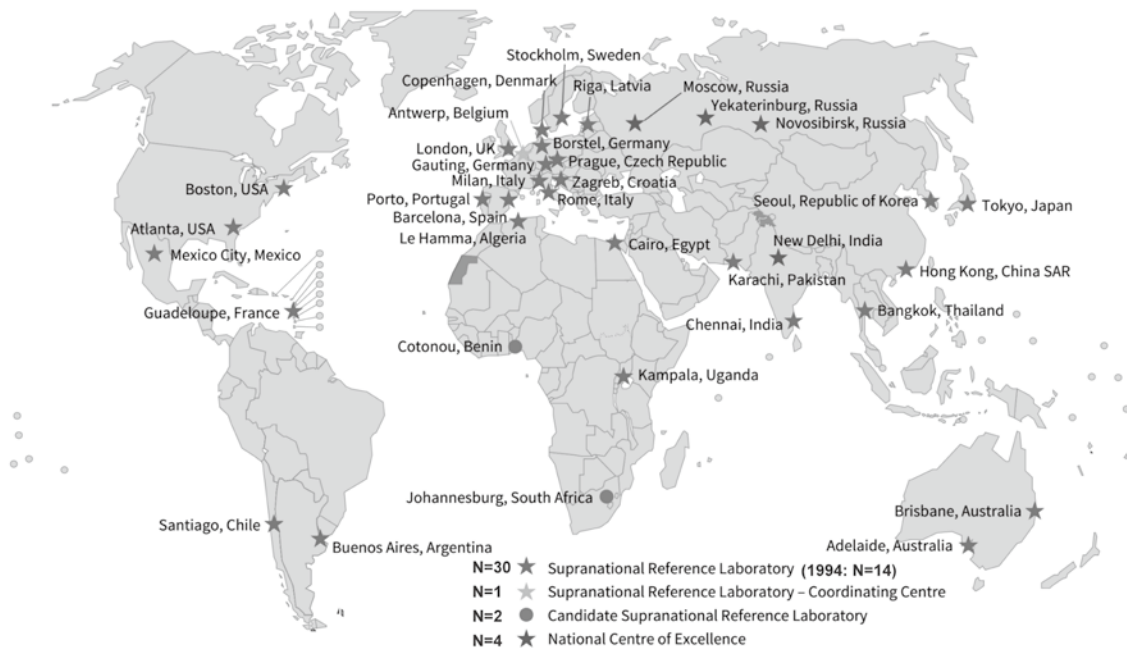 Stockholm, Sweden
Copenhagen, Denmark
Riga, Latvia
Moscow, Russia
Antwerp, Belgium
Yekaterinburg, Russia
Novosibirsk, Russia
London, UK
Borstel, Germany
Gauting, Germany
Prague, Czech Republic
Milan, Italy
Zagreb, Croatia
Boston, USA
Porto, Portugal
Rome, Italy
Seoul, Republic of Korea
Tokyo, Japan
Barcelona, Spain
Atlanta, USA
Le Hamma, Algeria
Cairo, Egypt
New Delhi, India
Mexico City, Mexico
Karachi, Pakistan
Hong Kong, China SAR
Guadeloupe, France
Chennai, India
Bangkok, Thailand
Cotonou, Benin
Kampala, Uganda
Johannesburg, South Africa
Santiago, Chile
Brisbane, Australia
Buenos Aires, Argentina
Adelaide, Australia
N=30 Supranational Reference Laboratory (1994: N=14)
N=1 Supranational Reference Laboratory – Coordinating Centre
N=2 Candidate Supranational Reference Laboratory
N=4 National Centre of Excellence